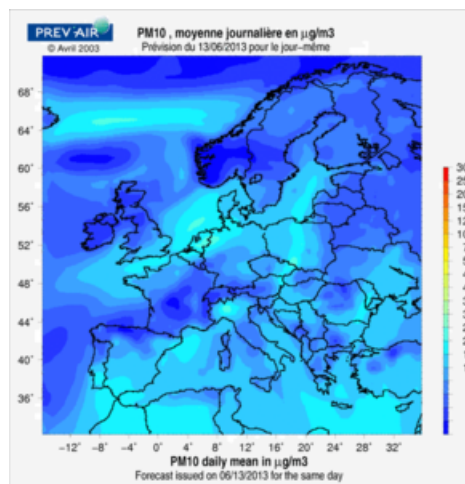 PREV'AIR
© Avril 2003
PM10 , moyenne journalière en µg/m3
Prévision du 13/06/2013 pour le jour-même
68°
64°
60°
56°
52°
48°
44°
40°
36°
−12° −8° −4° 0° 4° 8° 12° 16° 20° 24° 28° 32°
PM10 daily mean in µg/m3
Forecast issued on 06/13/2013 for the same day